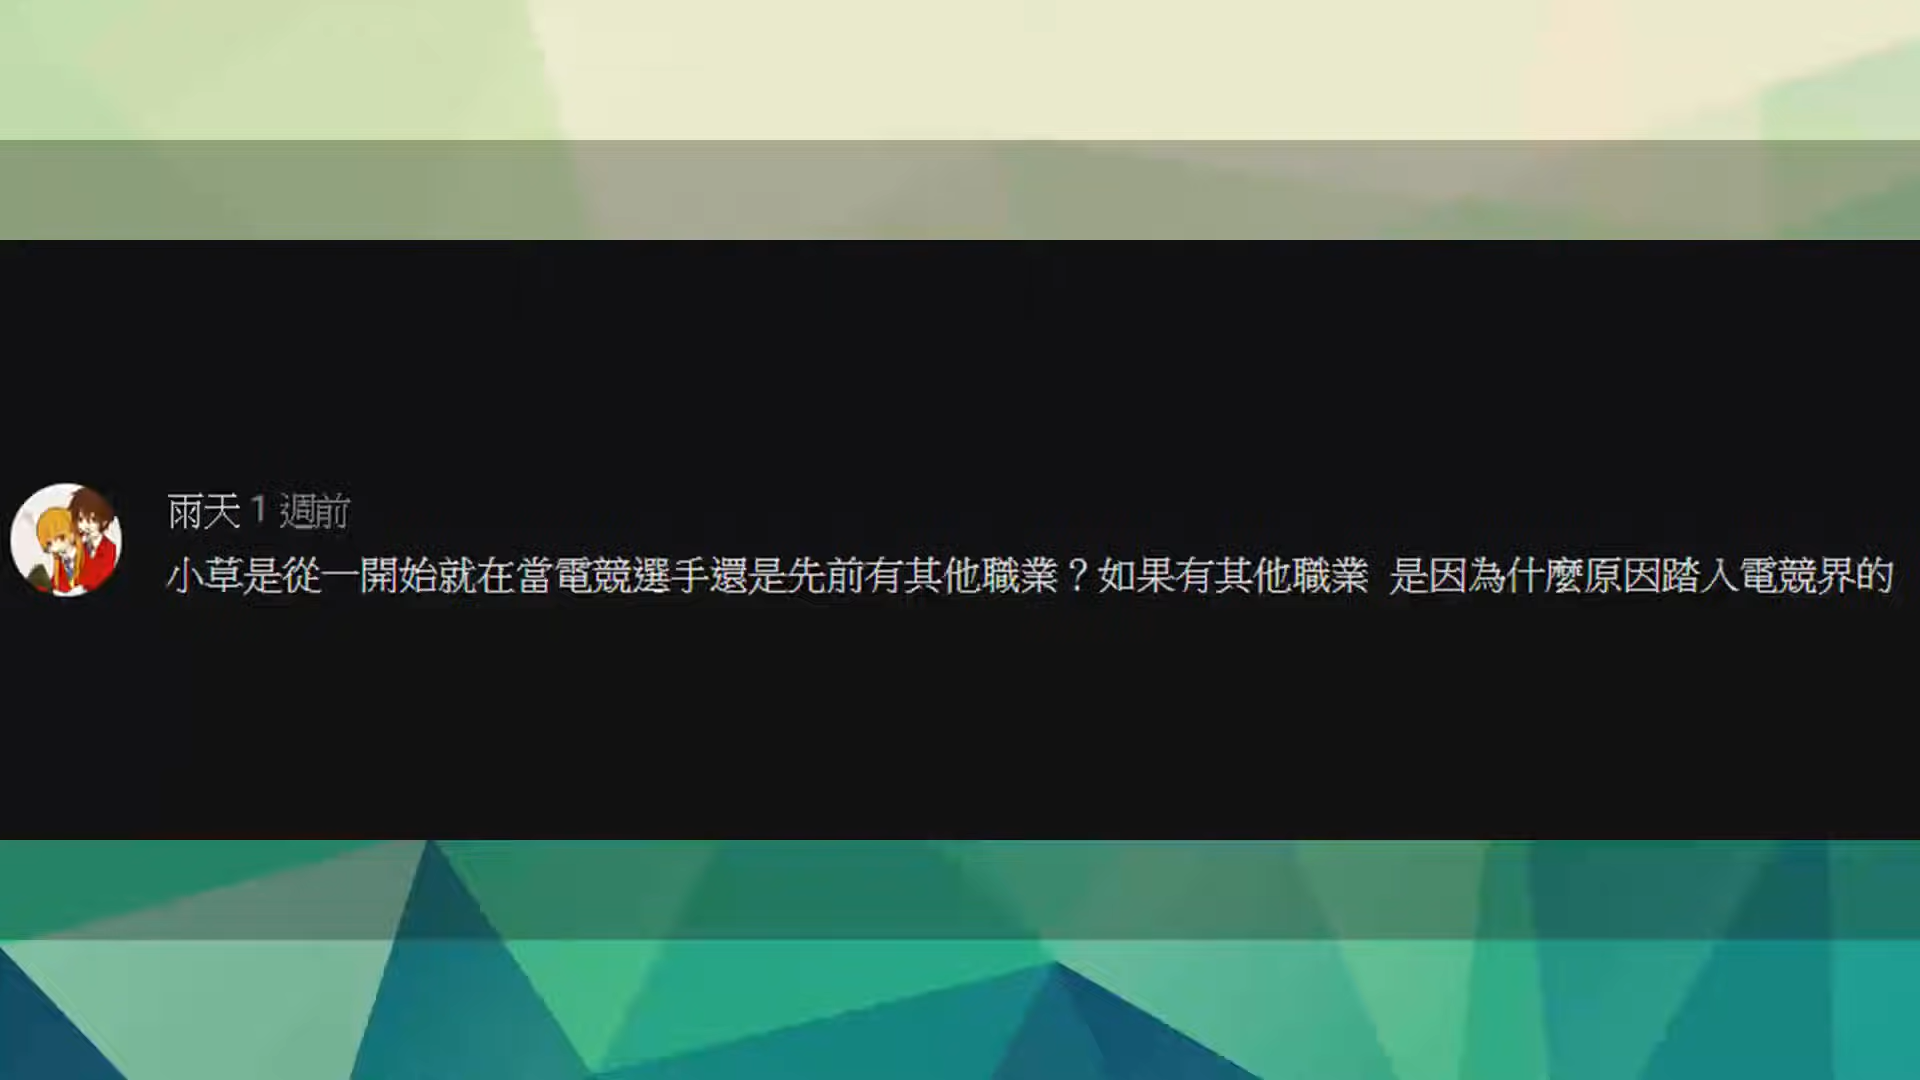 雨天 1 週前
小草是從一開始就在當電競選手還是先前有其他職業？如果有其他職業 是因為什麼原因踏入電競界的